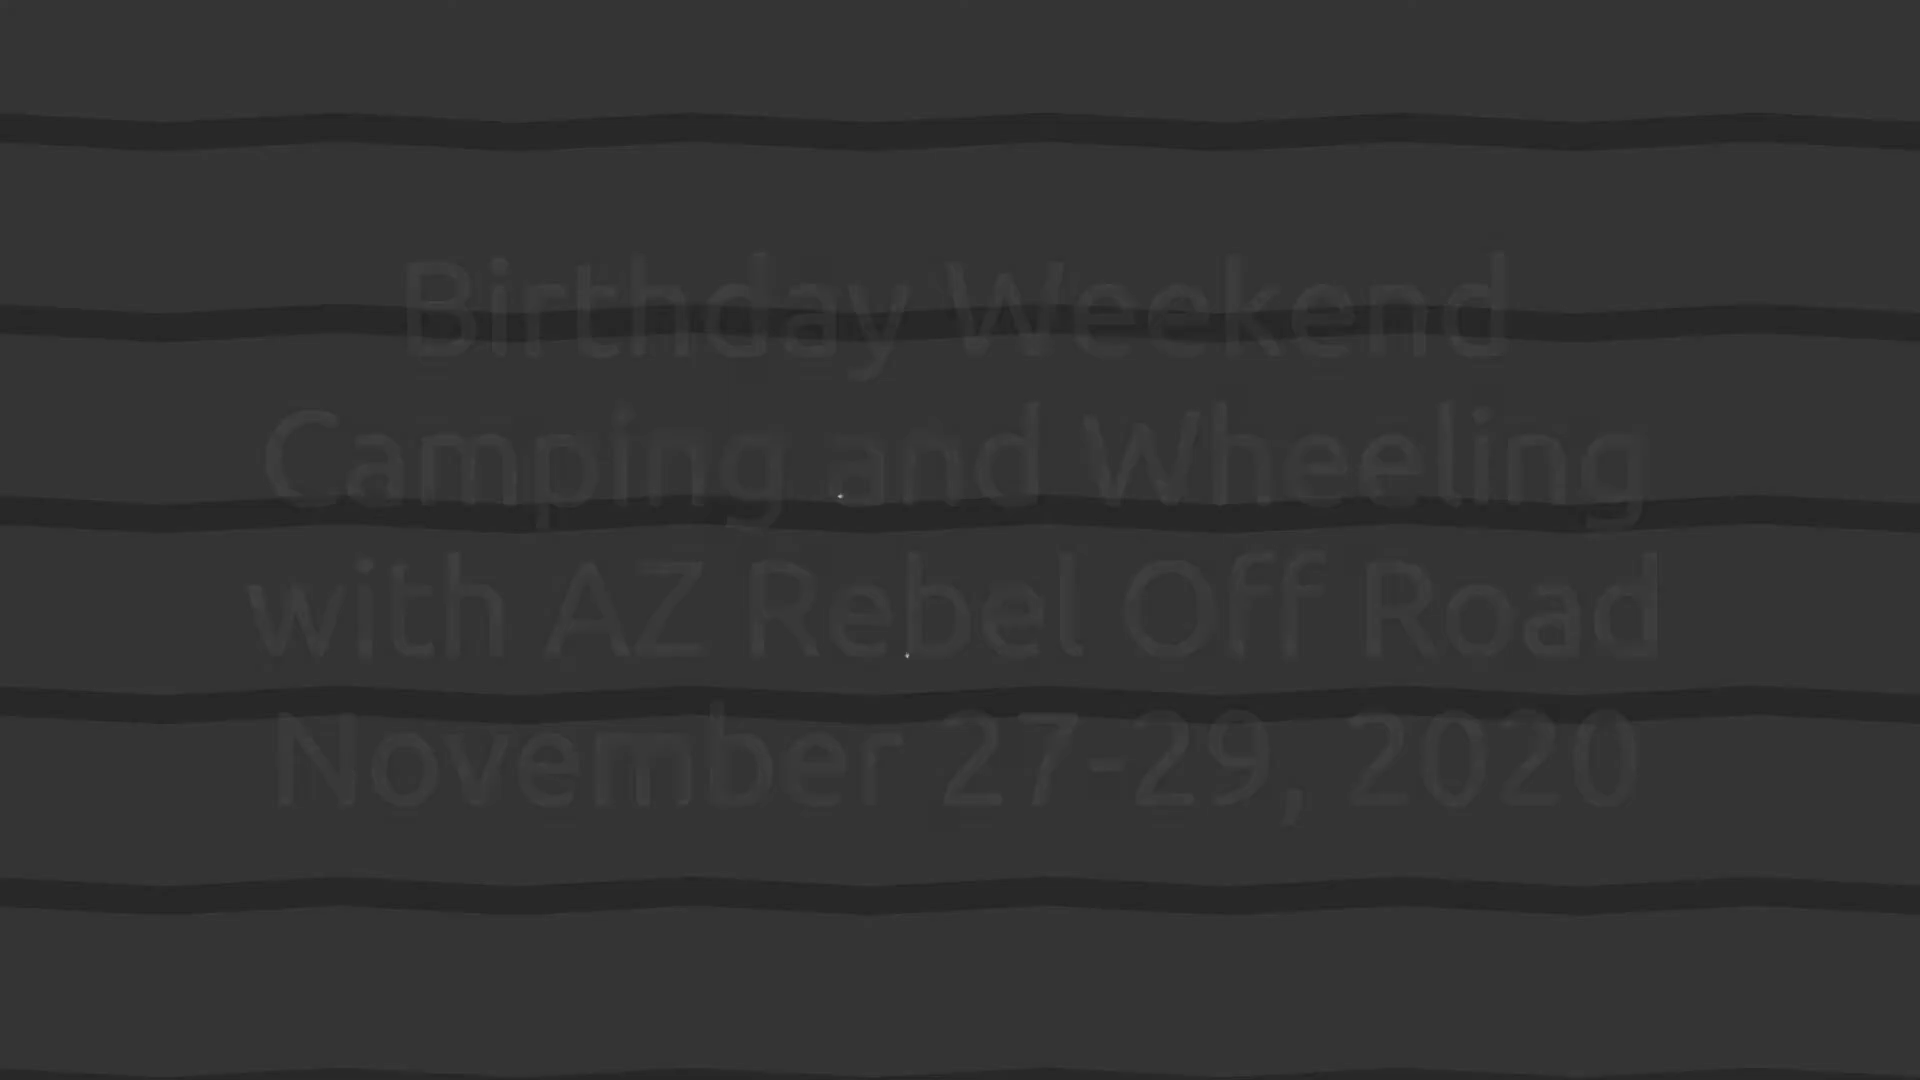 Birthday Weekend
Camping and Wheeling
with AZ Rebel Off Road
November 27-29, 2020